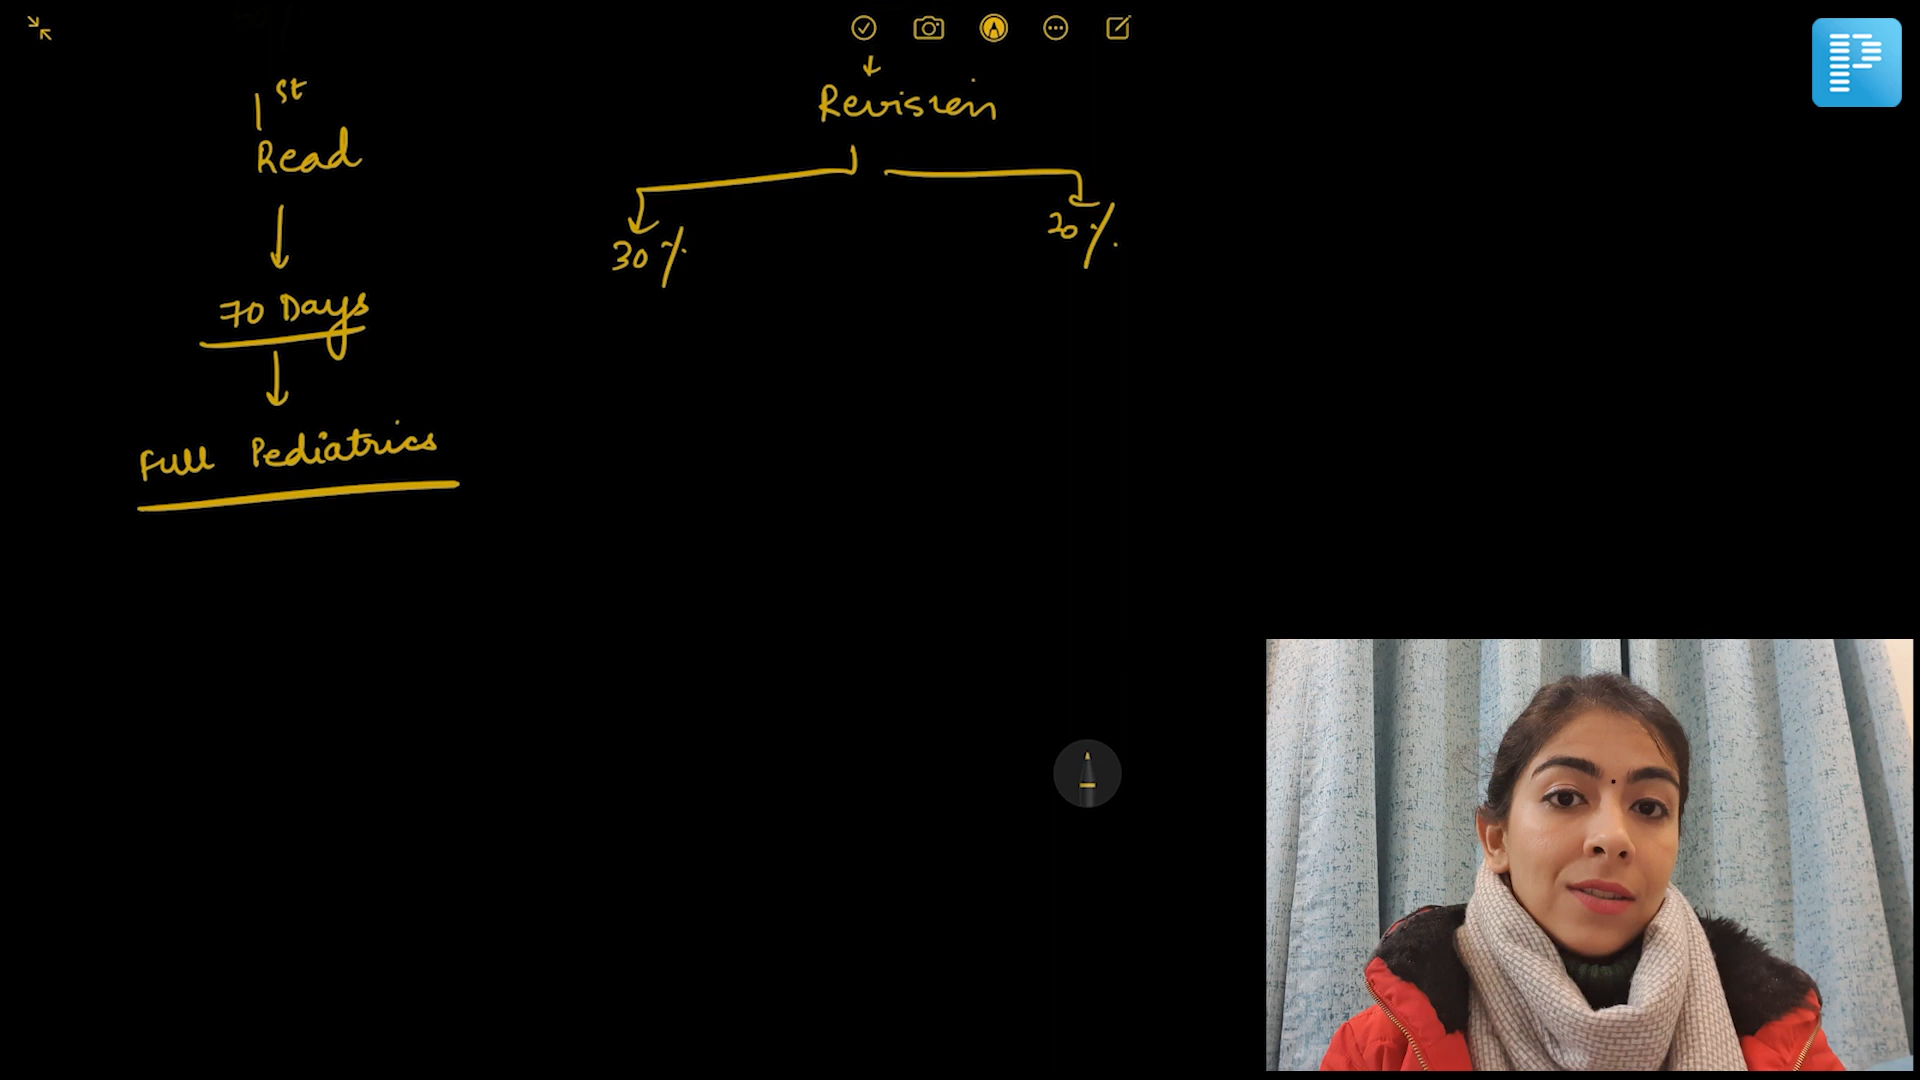 1st
Read
70 Days
Full Pediatrics
Revision
30%
20%
P